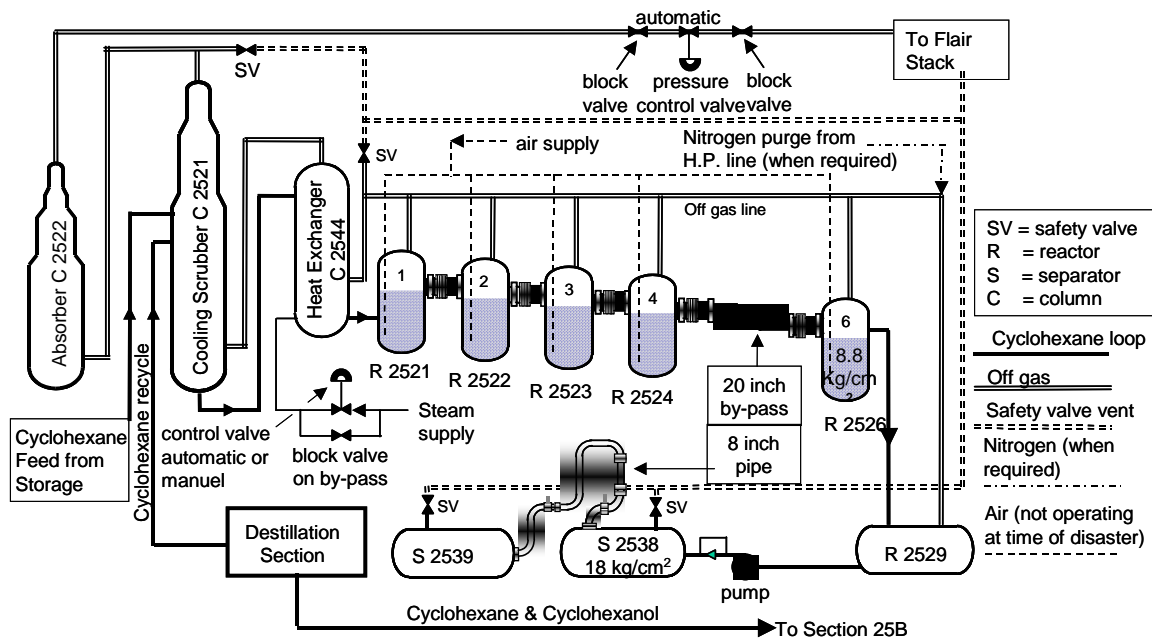 automatic
To Flair
Stack
SV
block
valve
pressure
control valve
block
valve
air supply
Nitrogen purge from
H.P. line (when required)
SV
Off gas line
Absorber C 2522
Cooling Scrubber C 2521
Heat Exchanger
C 2544
1
2
3
4
6
8.8
Kg/cm
2
R 2521
R 2522
R 2523
R 2524
R 2526
SV = safety valve
R = reactor
S = separator
C = column
Cyclohexane loop
Off gas
Safety valve vent
Nitrogen (when
required)
Air (not operating
at time of disaster)
20 inch
by-pass
8 inch
pipe
Steam
supply
control valve
automatic or
manuel
block valve
on by-pass
Cyclohexane
Feed from
Storage
Cyclohexane recycle
Destillation
Section
SV
S 2539
SV
S 2538
18 kg/cm²
pump
R 2529
Cyclohexane & Cyclohexanol
To Section 25B